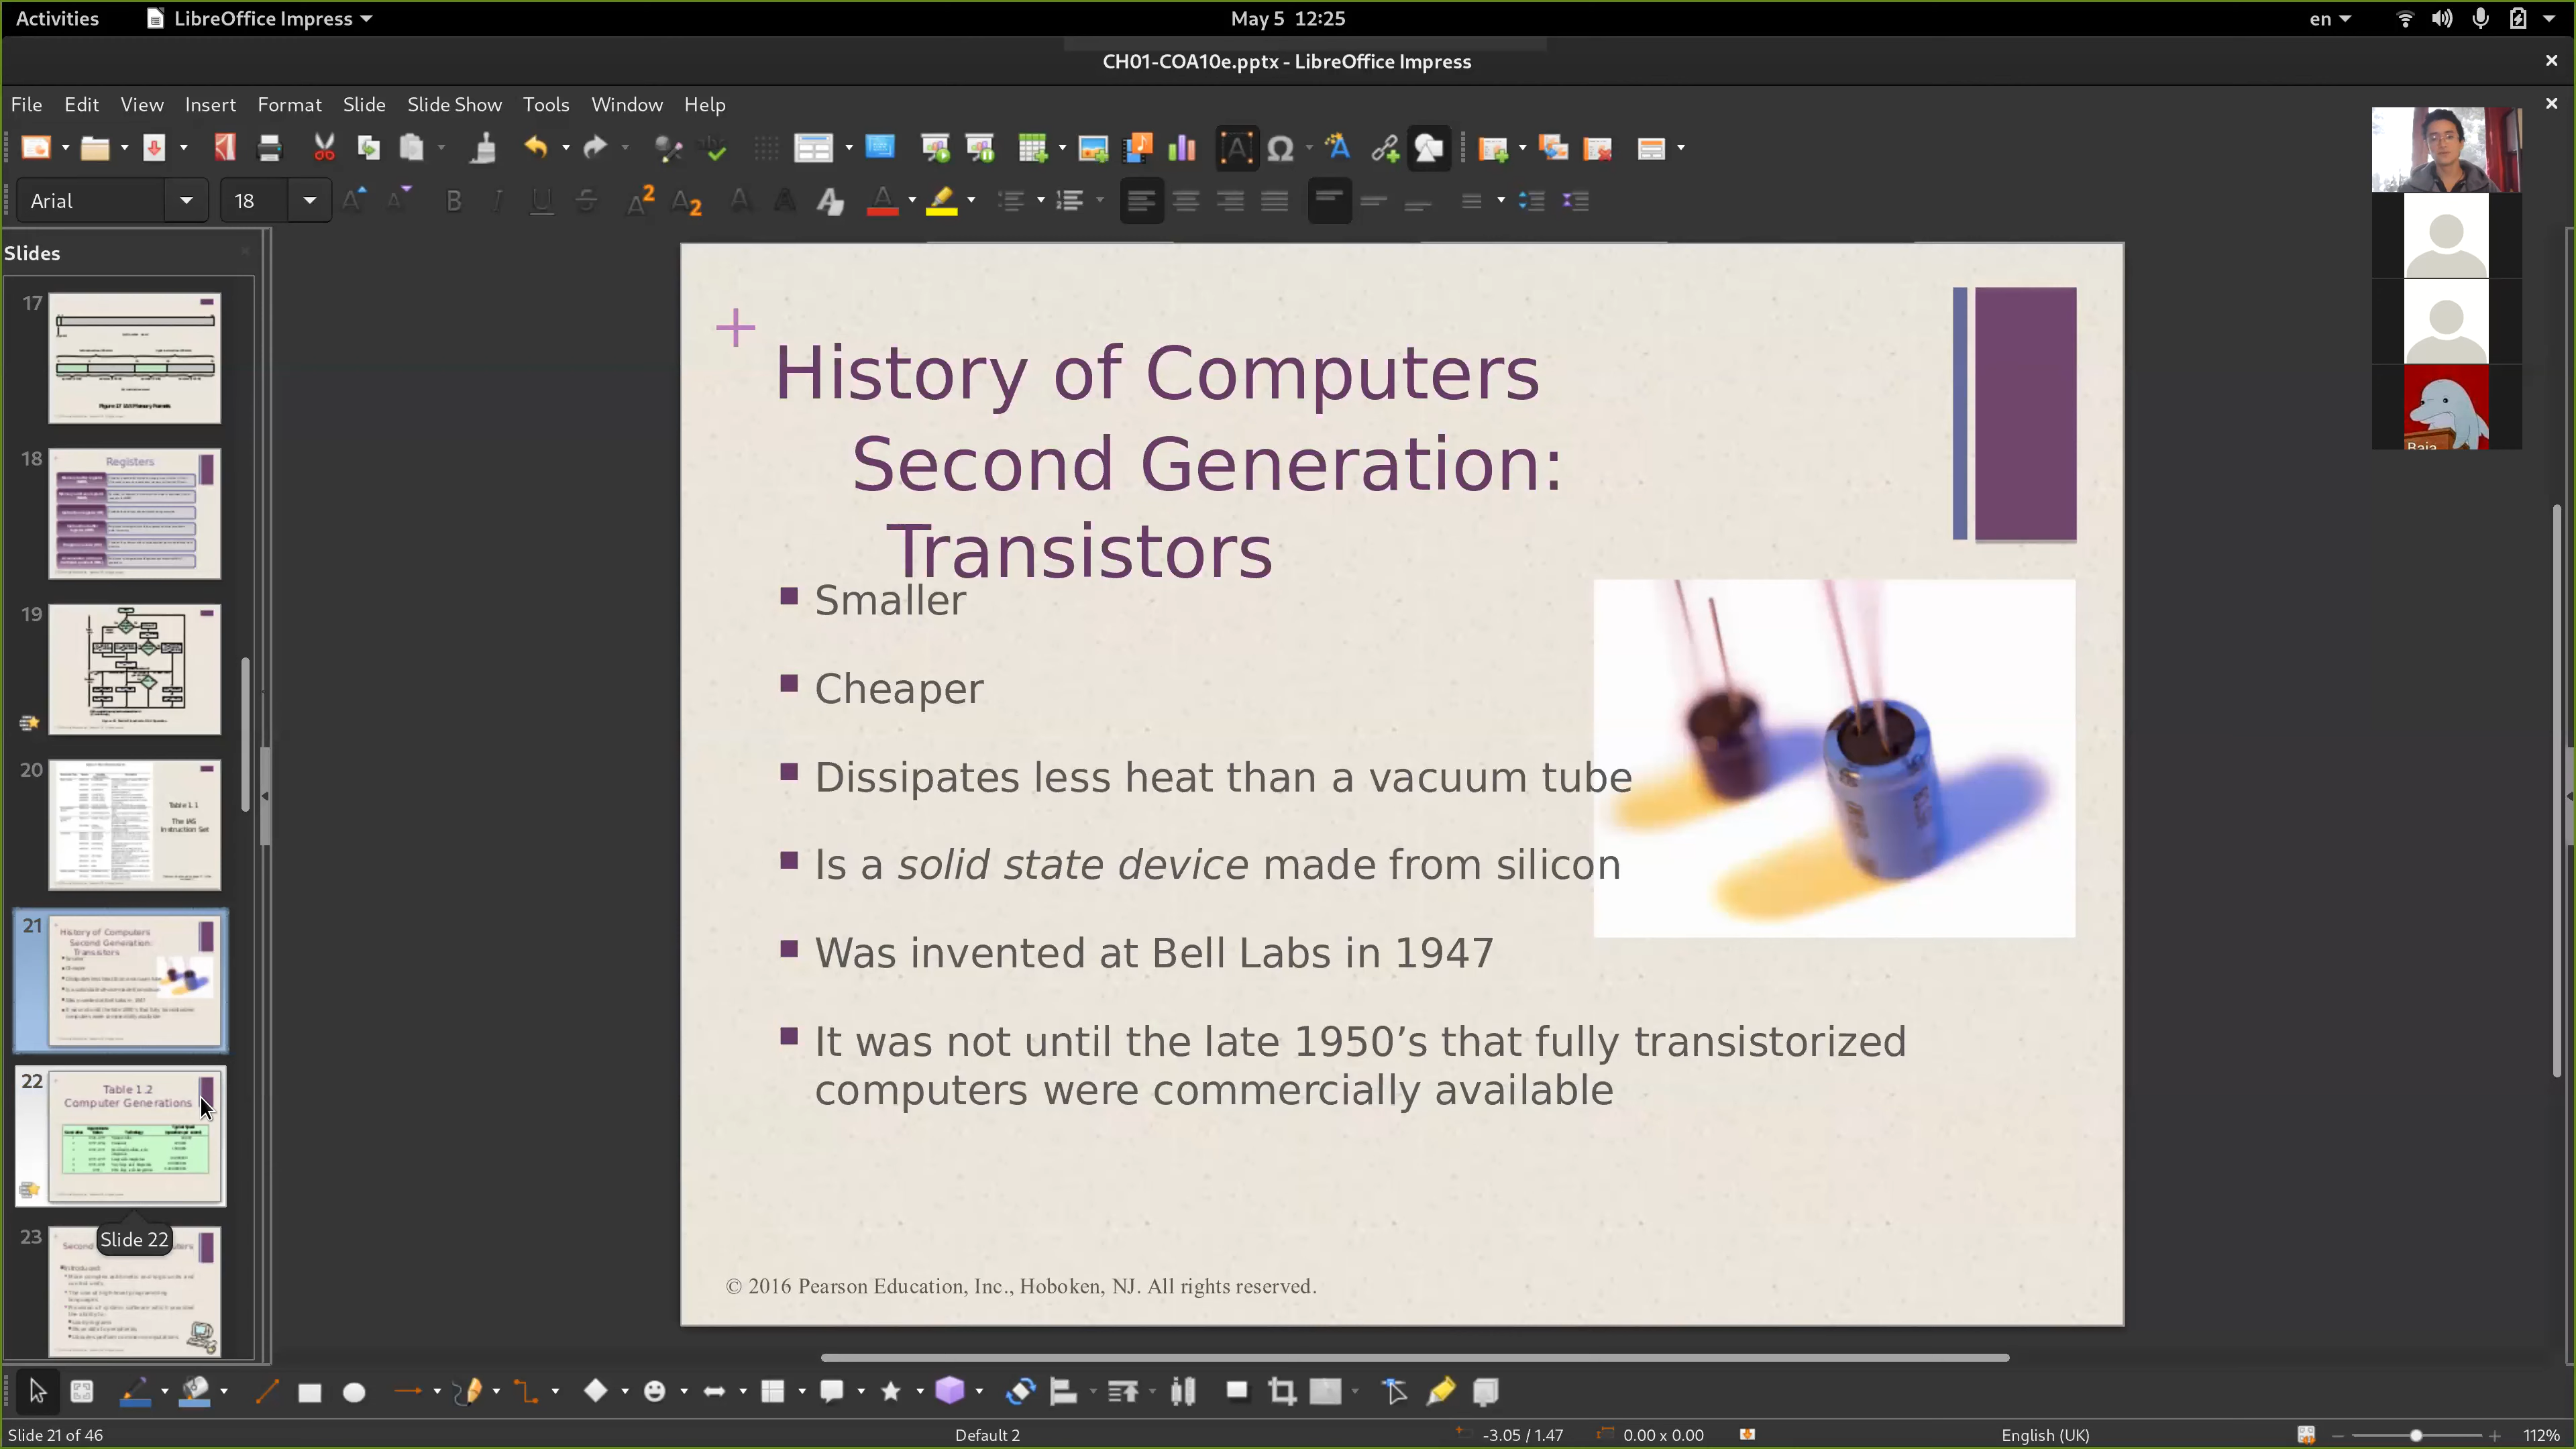 Activities
LibreOffice Impress
May 5 12:25
en
CH01-COA10e.pptx - LibreOffice Impress
File Edit View Insert Format Slide Slide Show Tools Window Help
Arial
18
Slides
17
18
Registers
19
20
Table 1.1
The IAS
Instruction Set
21
History of Computers
Second Generation:
Transistors
22
Table 1.2
Computer Generations
Slide 22
23
Baja
+
History of Computers
Second Generation:
Transistors
Smaller
Cheaper
Dissipates less heat than a vacuum tube
Is a solid state device made from silicon
Was invented at Bell Labs in 1947
It was not until the late 1950’s that fully transistorized
computers were commercially available
© 2016 Pearson Education, Inc., Hoboken, NJ. All rights reserved.
Slide 21 of 46
Default 2
-3.05 / 1.47
0.00 x 0.00
English (UK)
112%